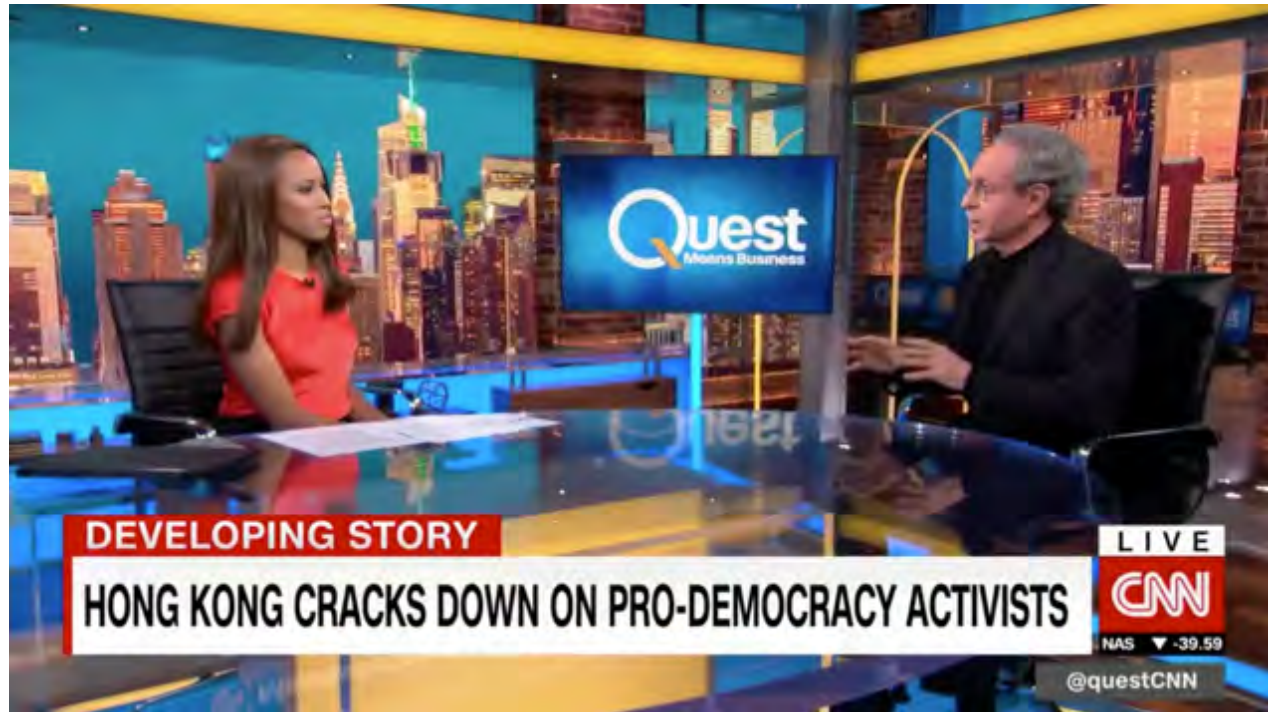 Quest
Means Business
DEVELOPING STORY
HONG KONG CRACKS DOWN ON PRO-DEMOCRACY ACTIVISTS
LIVE
CNN
NAS ▼ -39.59
@questCNN